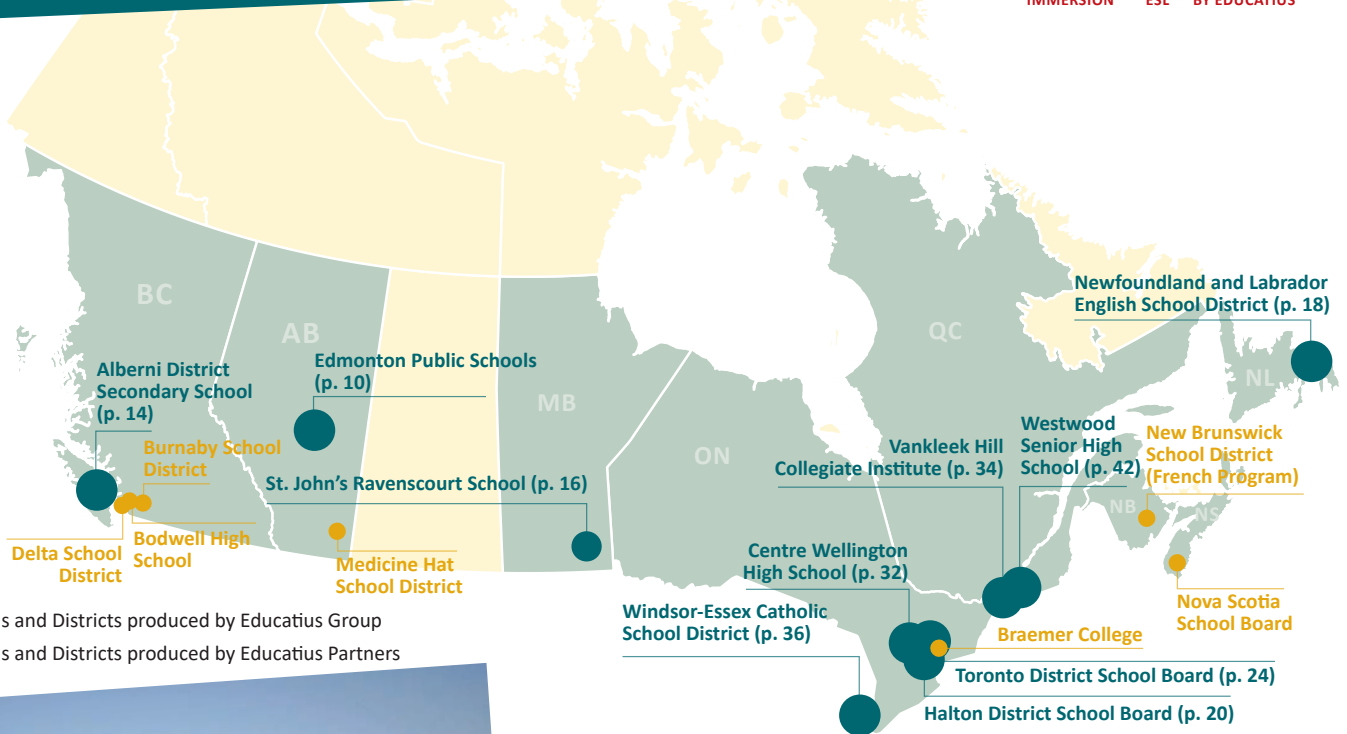 IMMERSION ESL BY EDUCATIUS
BC
AB
MB
ON
QC
NL
NB
NS
Newfoundland and Labrador
English School District (p. 18)
Alberni District
Secondary School
(p. 14)
Edmonton Public Schools
(p. 10)
Burnaby School
District
St. John's Ravenscourt School (p. 16)
Delta School
District
Bodwell High
School
Medicine Hat
School District
Vankleek Hill
Collegiate Institute (p. 34)
Westwood
Senior High
School (p. 42)
New Brunswick
School District
(French Program)
Centre Wellington
High School (p. 32)
Windsor-Essex Catholic
School District (p. 36)
Nova Scotia
School Board
Braemer College
Toronto District School Board (p. 24)
Halton District School Board (p. 20)
s and Districts produced by Educatius Group
s and Districts produced by Educatius Partners